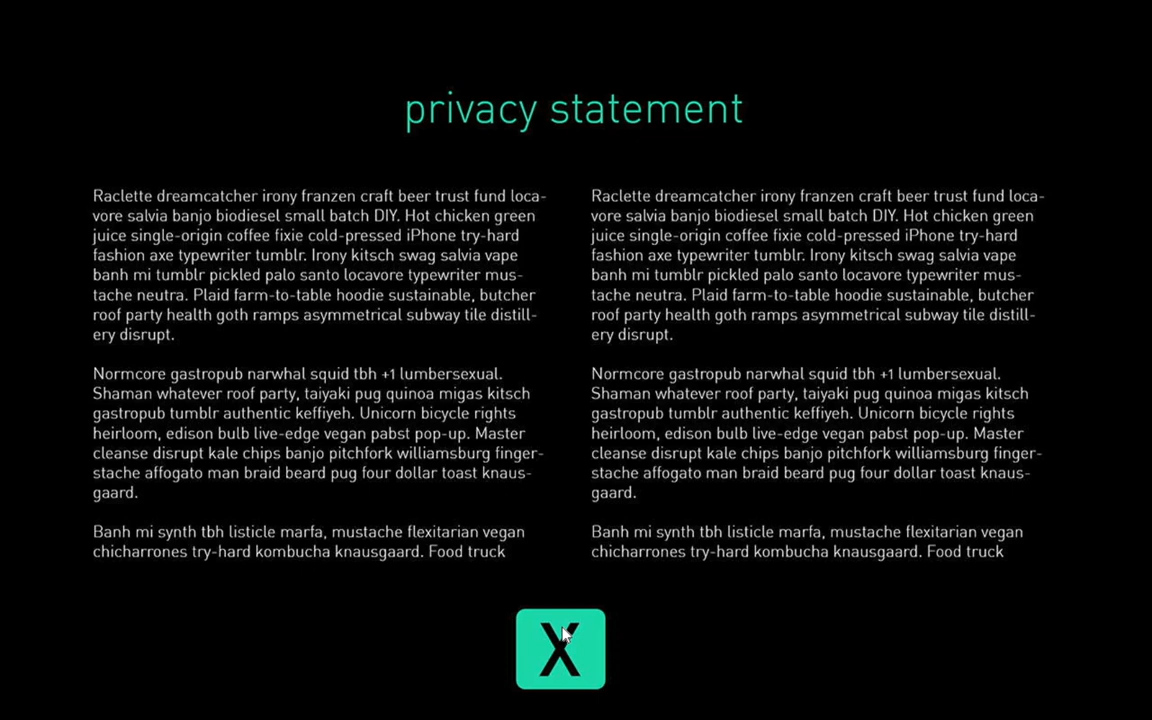 privacy statement
Raclette dreamcatcher irony franzen craft beer trust fund loca-
vore salvia banjo biodiesel small batch DIY. Hot chicken green
juice single-origin coffee fixie cold-pressed iPhone try-hard
fashion axe typewriter tumblr. Irony kitsch swag salvia vape
banh mi tumblr pickled palo santo locavore typewriter mus-
tache neutra. Plaid farm-to-table hoodie sustainable, butcher
roof party health goth ramps asymmetrical subway tile distill-
ery disrupt.
Normcore gastropub narwhal squid tbh +1 lumbersexual.
Shaman whatever roof party, taiyaki pug quinoa migas kitsch
gastropub tumblr authentic keffiyeh. Unicorn bicycle rights
heirloom, edison bulb live-edge vegan pabst pop-up. Master
cleanse disrupt kale chips banjo pitchfork williamsburg finger-
stache affogato man braid beard pug four dollar toast knaus-
gaard.
Banh mi synth tbh listicle marfa, mustache flexitarian vegan
chicharrones try-hard kombucha knausgaard. Food truck
Raclette dreamcatcher irony franzen craft beer trust fund loca-
vore salvia banjo biodiesel small batch DIY. Hot chicken green
juice single-origin coffee fixie cold-pressed iPhone try-hard
fashion axe typewriter tumblr. Irony kitsch swag salvia vape
banh mi tumblr pickled palo santo locavore typewriter mus-
tache neutra. Plaid farm-to-table hoodie sustainable, butcher
roof party health goth ramps asymmetrical subway tile distill-
ery disrupt.
Normcore gastropub narwhal squid tbh +1 lumbersexual.
Shaman whatever roof party, taiyaki pug quinoa migas kitsch
gastropub tumblr authentic keffiyeh. Unicorn bicycle rights
heirloom, edison bulb live-edge vegan pabst pop-up. Master
cleanse disrupt kale chips banjo pitchfork williamsburg finger-
stache affogato man braid beard pug four dollar toast knaus-
gaard.
Banh mi synth tbh listicle marfa, mustache flexitarian vegan
chicharrones try-hard kombucha knausgaard. Food truck
X